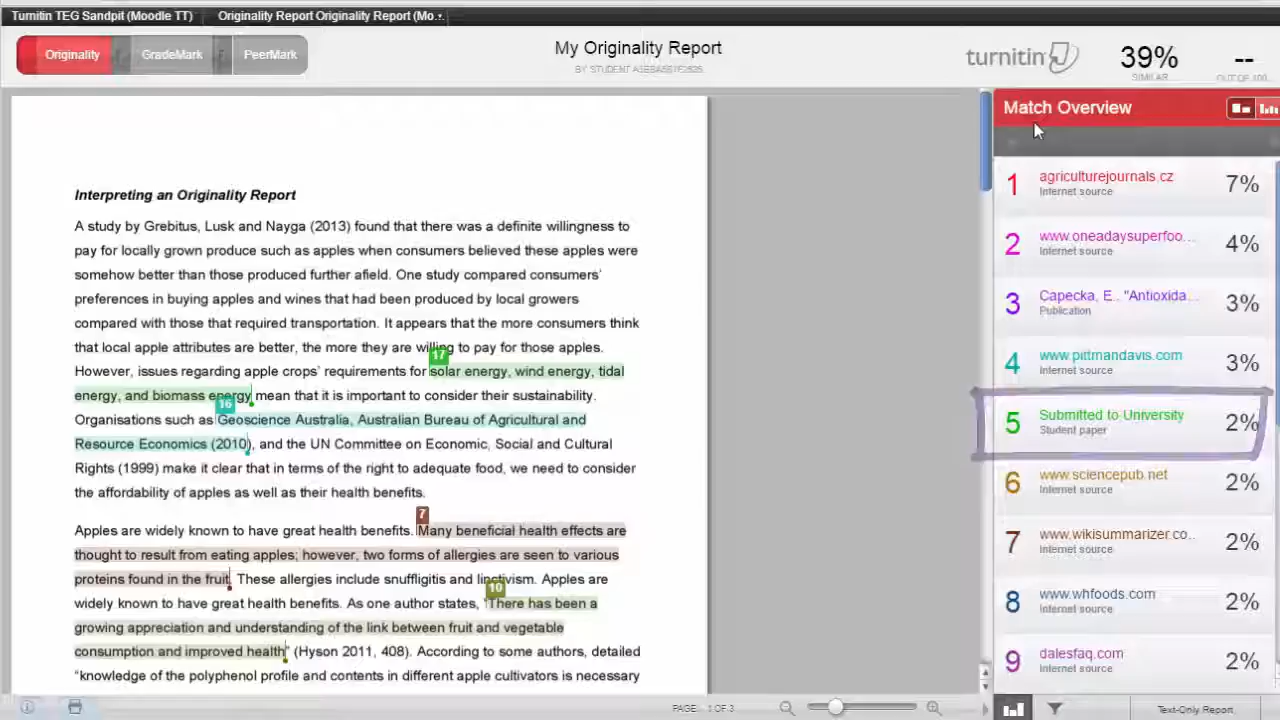 Turnitin TEG Sandpit (Moodle TT) Originality Report Originality Report (Mo...
Originality GradeMark PeerMark
My Originality Report
turnitin
39%
SIMILAR
--
OUT OF 100
Match Overview
Interpreting an Originality Report
A study by Grebitus, Lusk and Nayga (2013) found that there was a definite willingness to
pay for locally grown produce such as apples when consumers believed these apples were
somehow better than those produced further afield. One study compared consumers'
preferences in buying apples and wines that had been produced by local growers
compared with those that required transportation. It appears that the more consumers think
that local apple attributes are better, the more they are willing to pay for those apples.
17
However, issues regarding apple crops' requirements for solar energy, wind energy, tidal
energy, and biomass energy mean that it is important to consider their sustainability.
16
Organisations such as Geoscience Australia, Australian Bureau of Agricultural and
Resource Economics (2010), and the UN Committee on Economic, Social and Cultural
Rights (1999) make it clear that in terms of the right to adequate food, we need to consider
the affordability of apples as well as their health benefits.
7
Apples are widely known to have great health benefits. Many beneficial health effects are
thought to result from eating apples; however, two forms of allergies are seen to various
proteins found in the fruit. These allergies include snuffligitis and linctivism. Apples are
10
widely known to have great health benefits. As one author states, "There has been a
growing appreciation and understanding of the link between fruit and vegetable
consumption and improved health" (Hyson 2011, 408). According to some authors, detailed
"knowledge of the polyphenol profile and contents in different apple cultivators is necessary
1 agriculturejournals.cz 7%
Internet source
2 www.oneadaysuperfoo... 4%
Internet source
3 Capecka, E.. "Antioxida... 3%
Publication
4 www.pittmandavis.com 3%
Internet source
5 Submitted to University 2%
Student paper
6 www.sciencepub.net 2%
Internet source
7 www.wikisummarizer.co... 2%
Internet source
8 www.whfoods.com 2%
Internet source
9 dalesfaq.com 2%
Internet source
PAGE: 1 OF 3
Text-Only Report